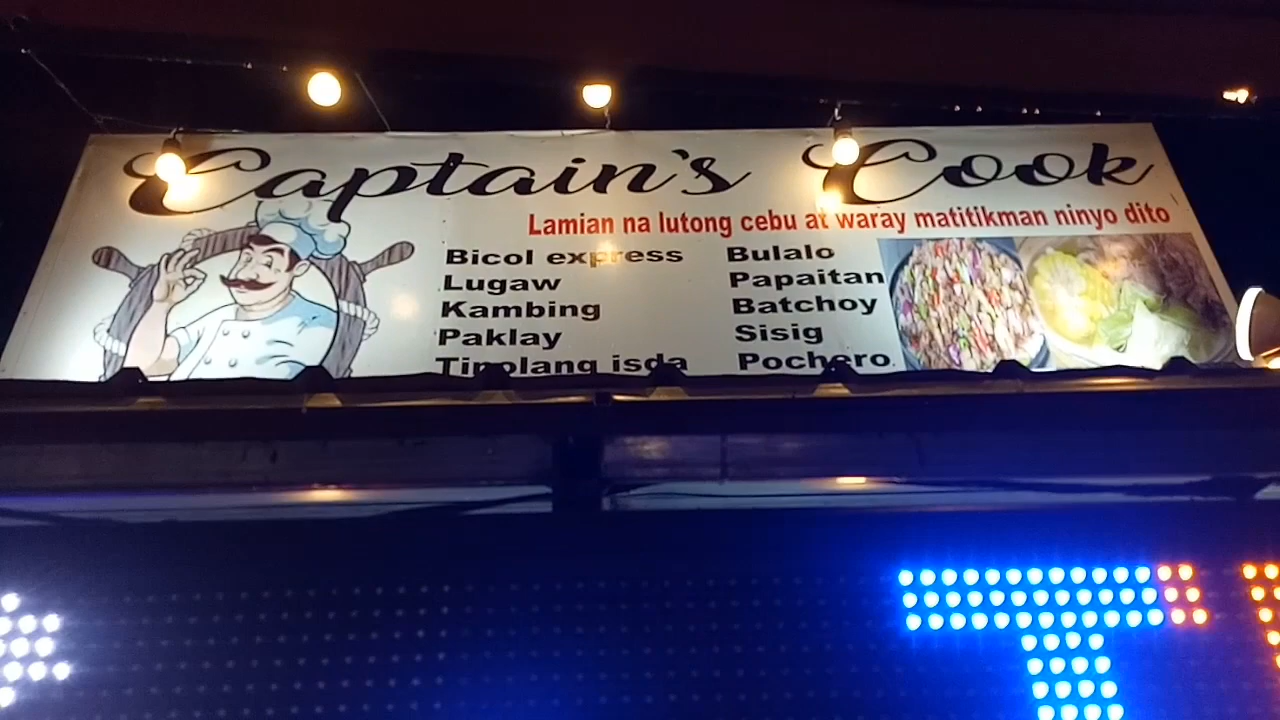 Captain's Cook
Lamian na lutong cebu at waray matitikman ninyo dito
Bicol express
Lugaw
Kambing
Paklay
Tinolang isda
Bulalo
Papaitan
Batchoy
Sisig
Pochero
T